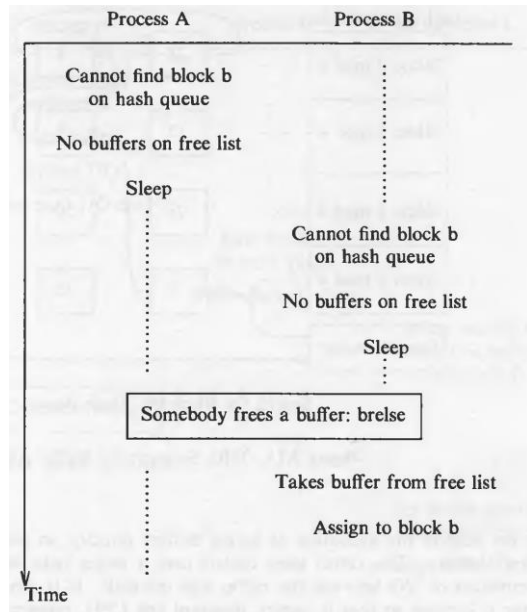 Process A
Process B
Cannot find block b
on hash queue
No buffers on free list
Sleep
Cannot find block b
on hash queue
No buffers on free list
Sleep
Somebody frees a buffer: brelse
Takes buffer from free list
Assign to block b
Time